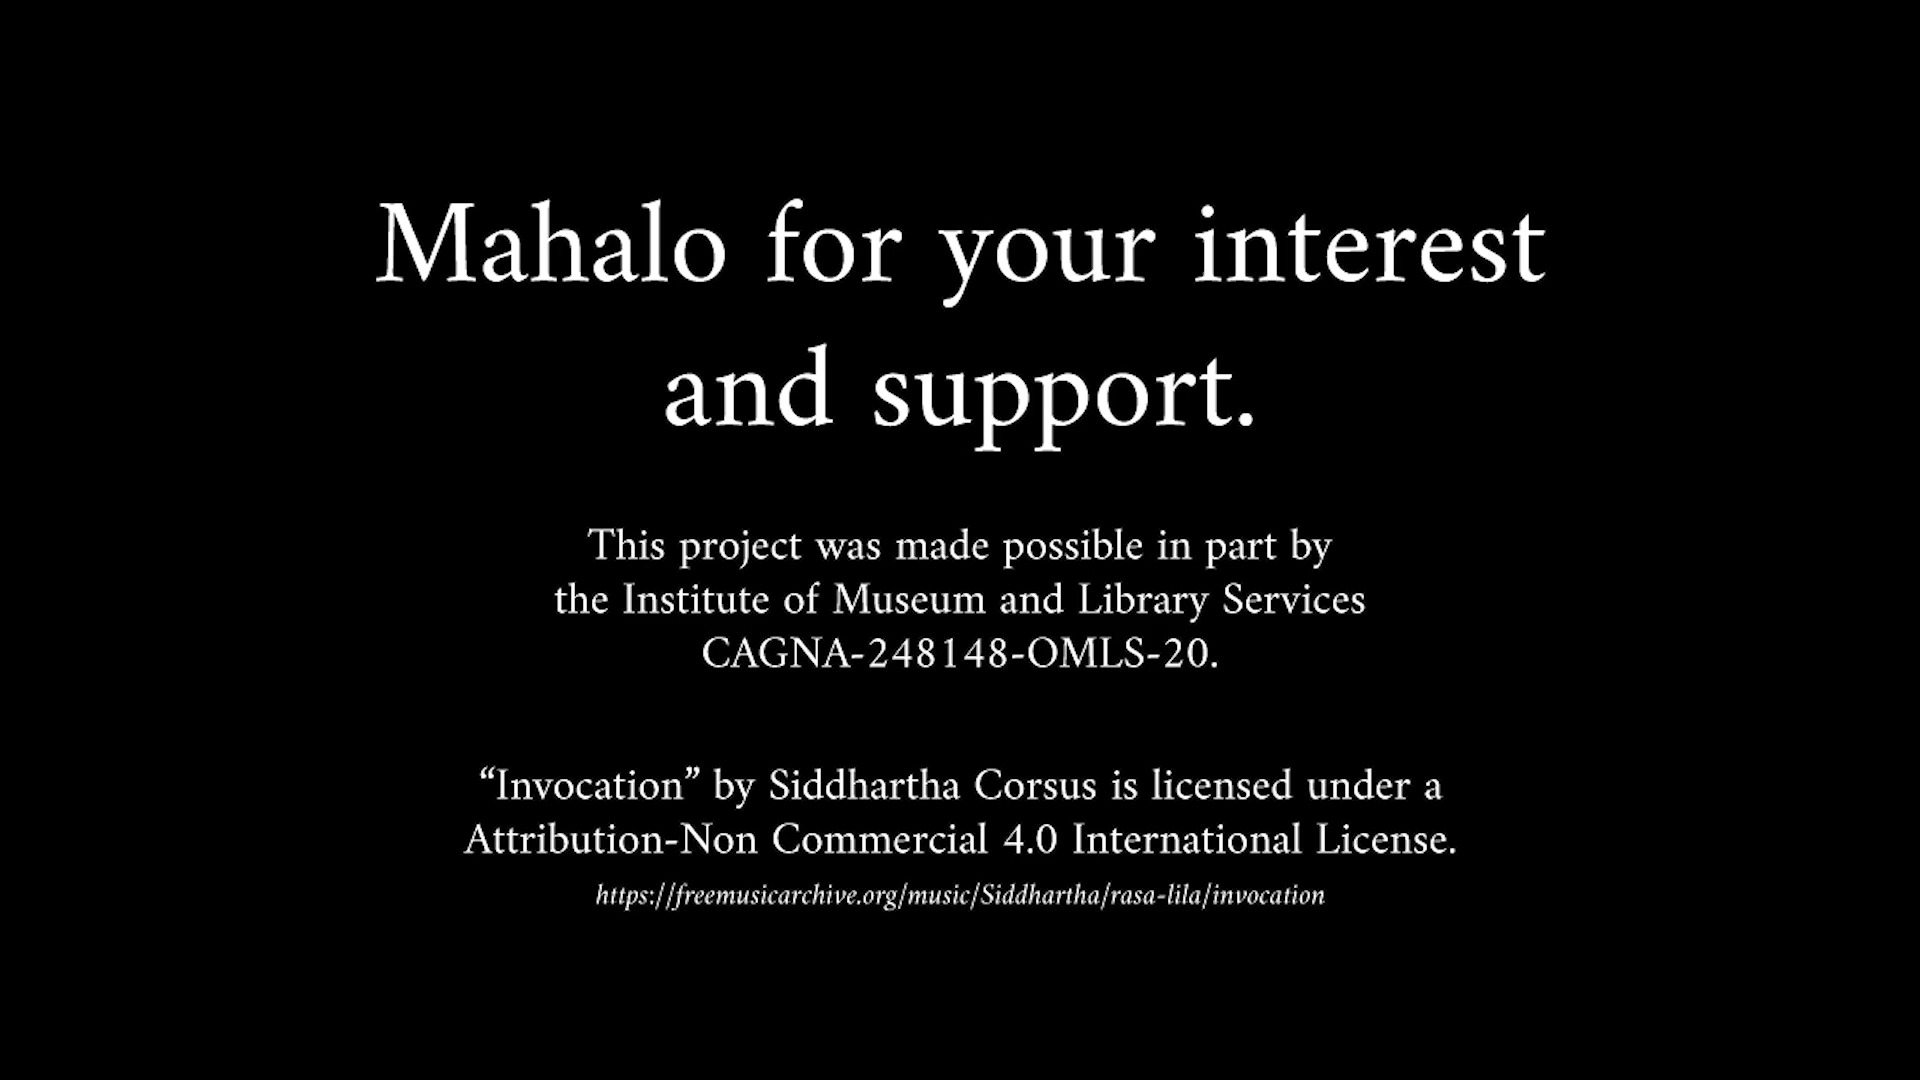 Mahalo for your interest
and support.
This project was made possible in part by
the Institute of Museum and Library Services
CAGNA-248148-OMLS-20.
“Invocation” by Siddhartha Corsus is licensed under a
Attribution-Non Commercial 4.0 International License.
https://freemusicarchive.org/music/Siddhartha/rasa-lila/invocation